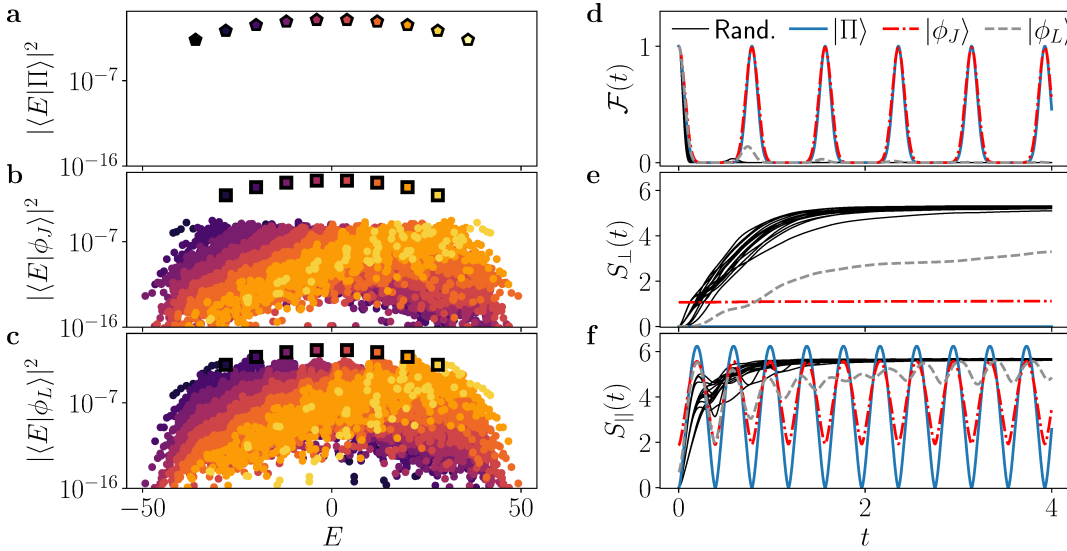 a
|⟨E|Π⟩|²
10⁻⁷
10⁻¹⁶
b
|⟨E|ϕ_J⟩|²
10⁻⁷
10⁻¹⁶
c
|⟨E|ϕ_L⟩|²
10⁻⁷
10⁻¹⁶
−50 0 50
E
d
Rand. |Π⟩ |ϕ_J⟩ |ϕ_L⟩
F(t)
1
0
e
S_⊥(t)
6
4
2
0
f
S_∥(t)
6
4
2
0
0 2 4
t